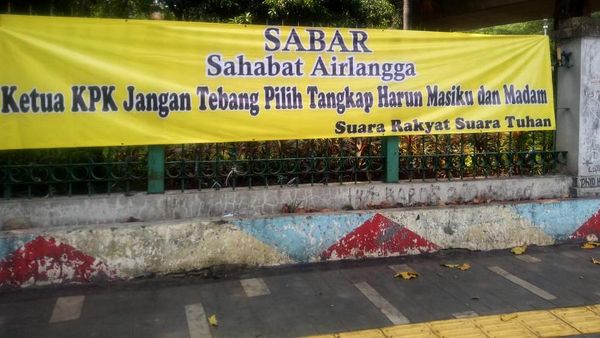 SABAR
Sahabat Airlangga
Ketua KPK Jangan Tebang Pilih Tangkap Harun Masiku dan Madam
Suara Rakyat Suara Tuhan